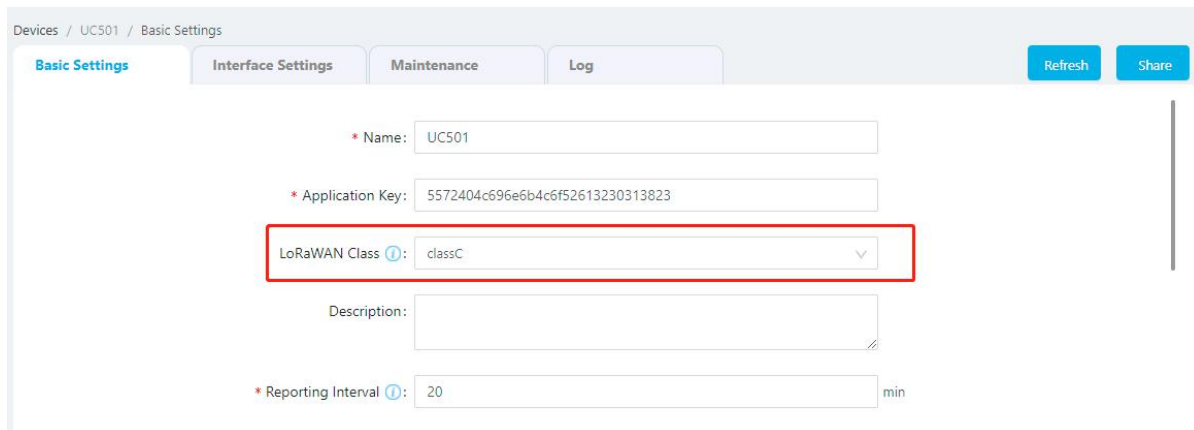 Devices / UC501 / Basic Settings
Basic Settings Interface Settings Maintenance Log Refresh Share
* Name: UC501
* Application Key: 5572404c696e6b4c6f52613230313823
LoRaWAN Class i : classC
Description:
* Reporting Interval i : 20 min